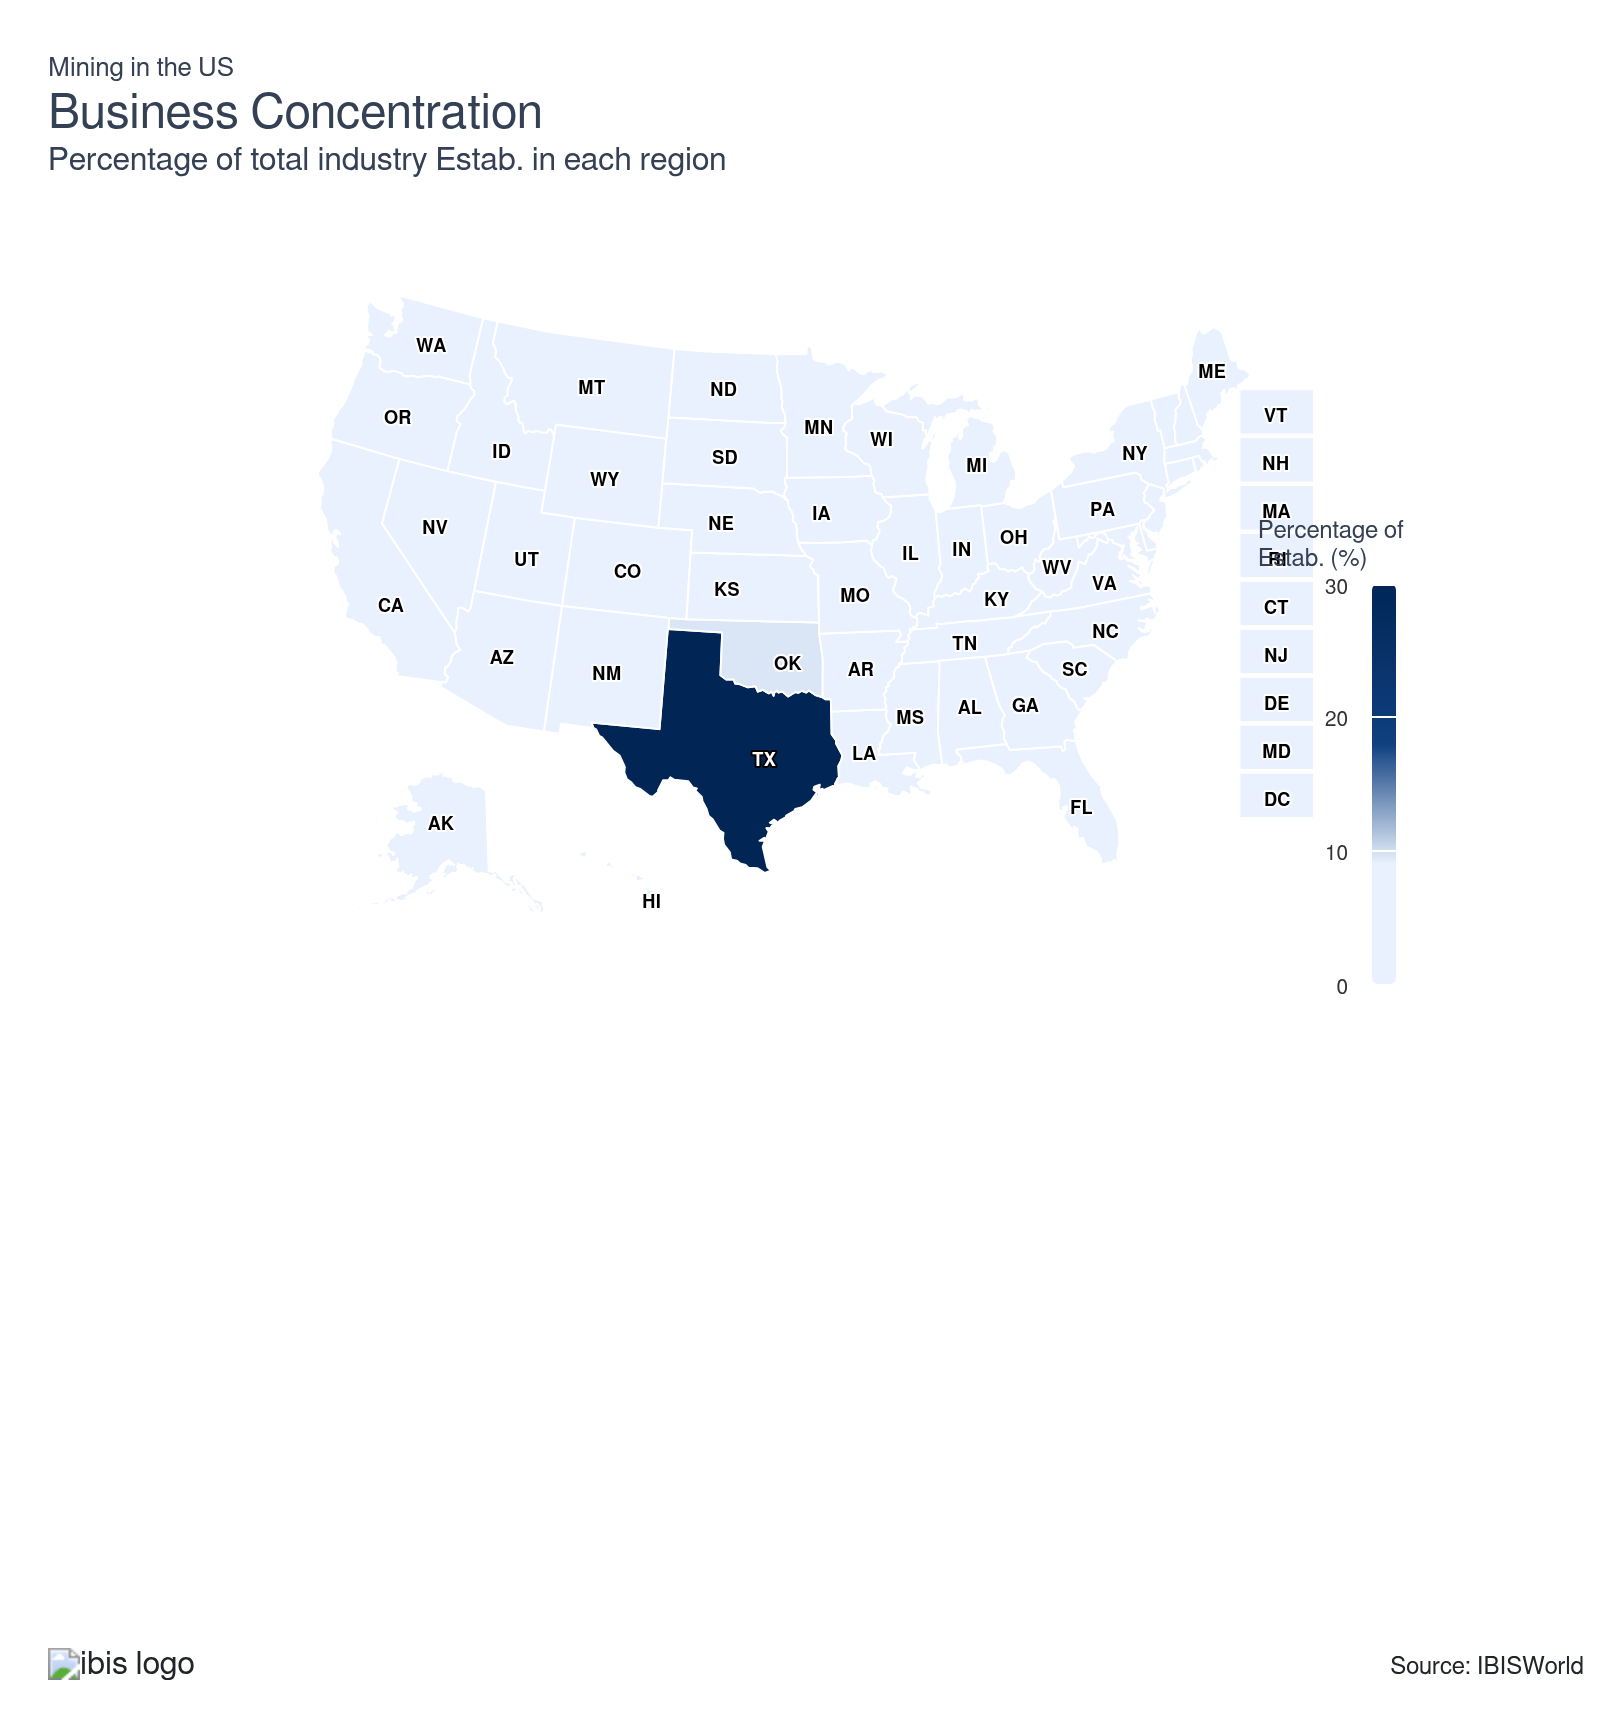 Mining in the US
Business Concentration
Percentage of total industry Estab. in each region
WA
MT
ND
ME
OR
MN
VT
ID
SD
WI
MI
NY
NH
WY
NE
IA
PA
MA
NV
Percentage of
Estab. (%)
RI
UT
CO
IL
IN
OH
WV
VA
CA
KS
MO
KY
CT
AZ
NM
OK
AR
TN
NC
SC
NJ
MS
AL
GA
DE
TX
LA
MD
DC
FL
AK
HI
30
20
10
0
ibis logo
Source: IBISWorld